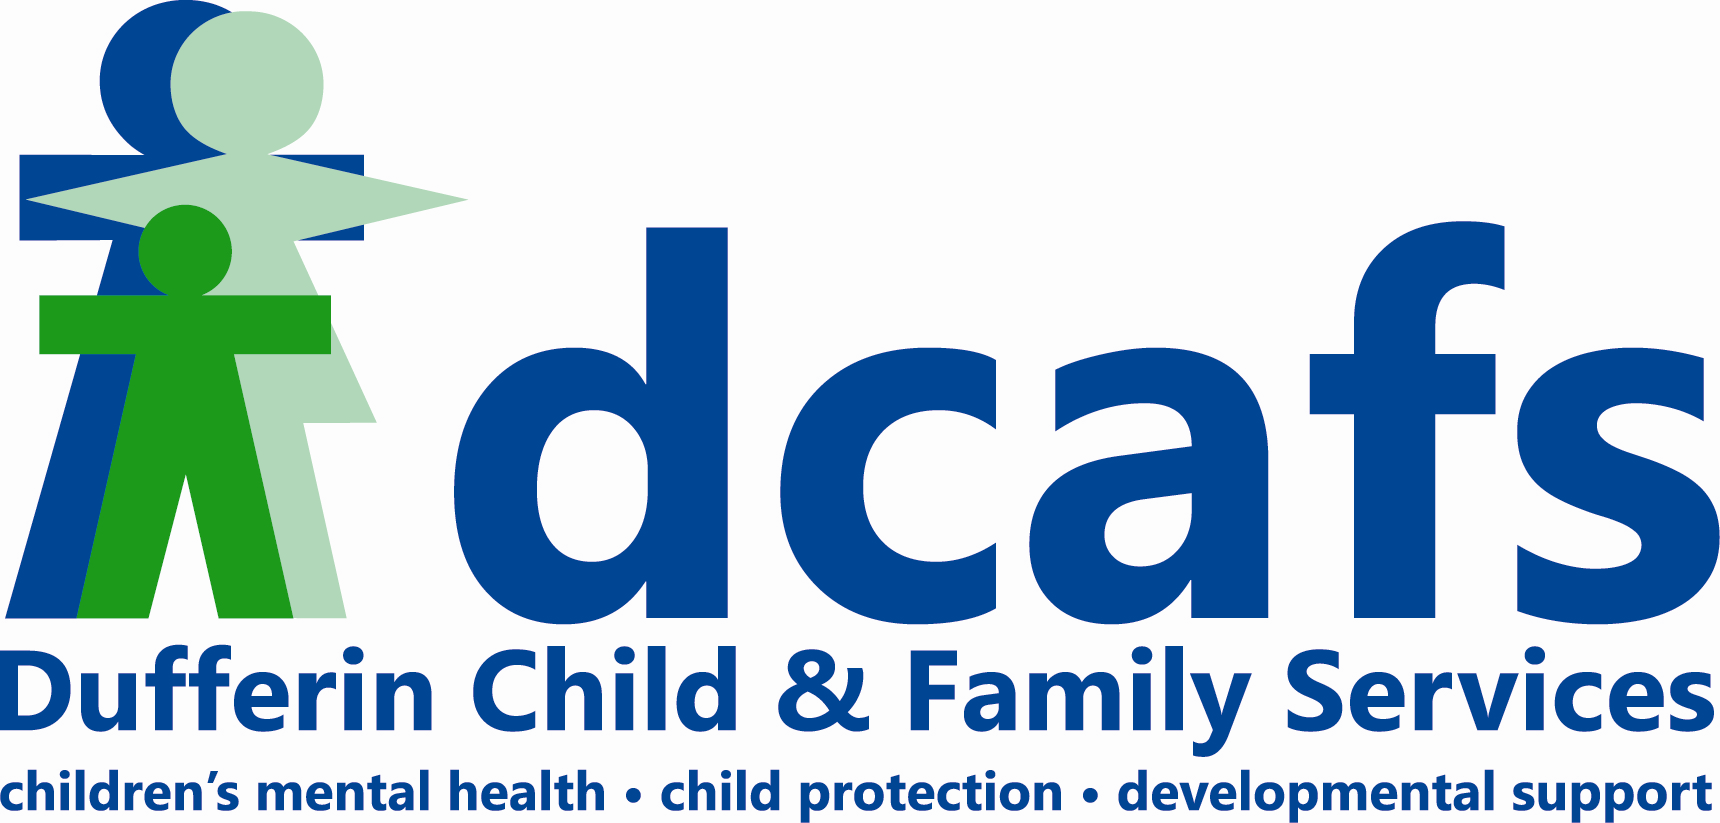 dcafs
Dufferin Child & Family Services
children’s mental health • child protection • developmental support